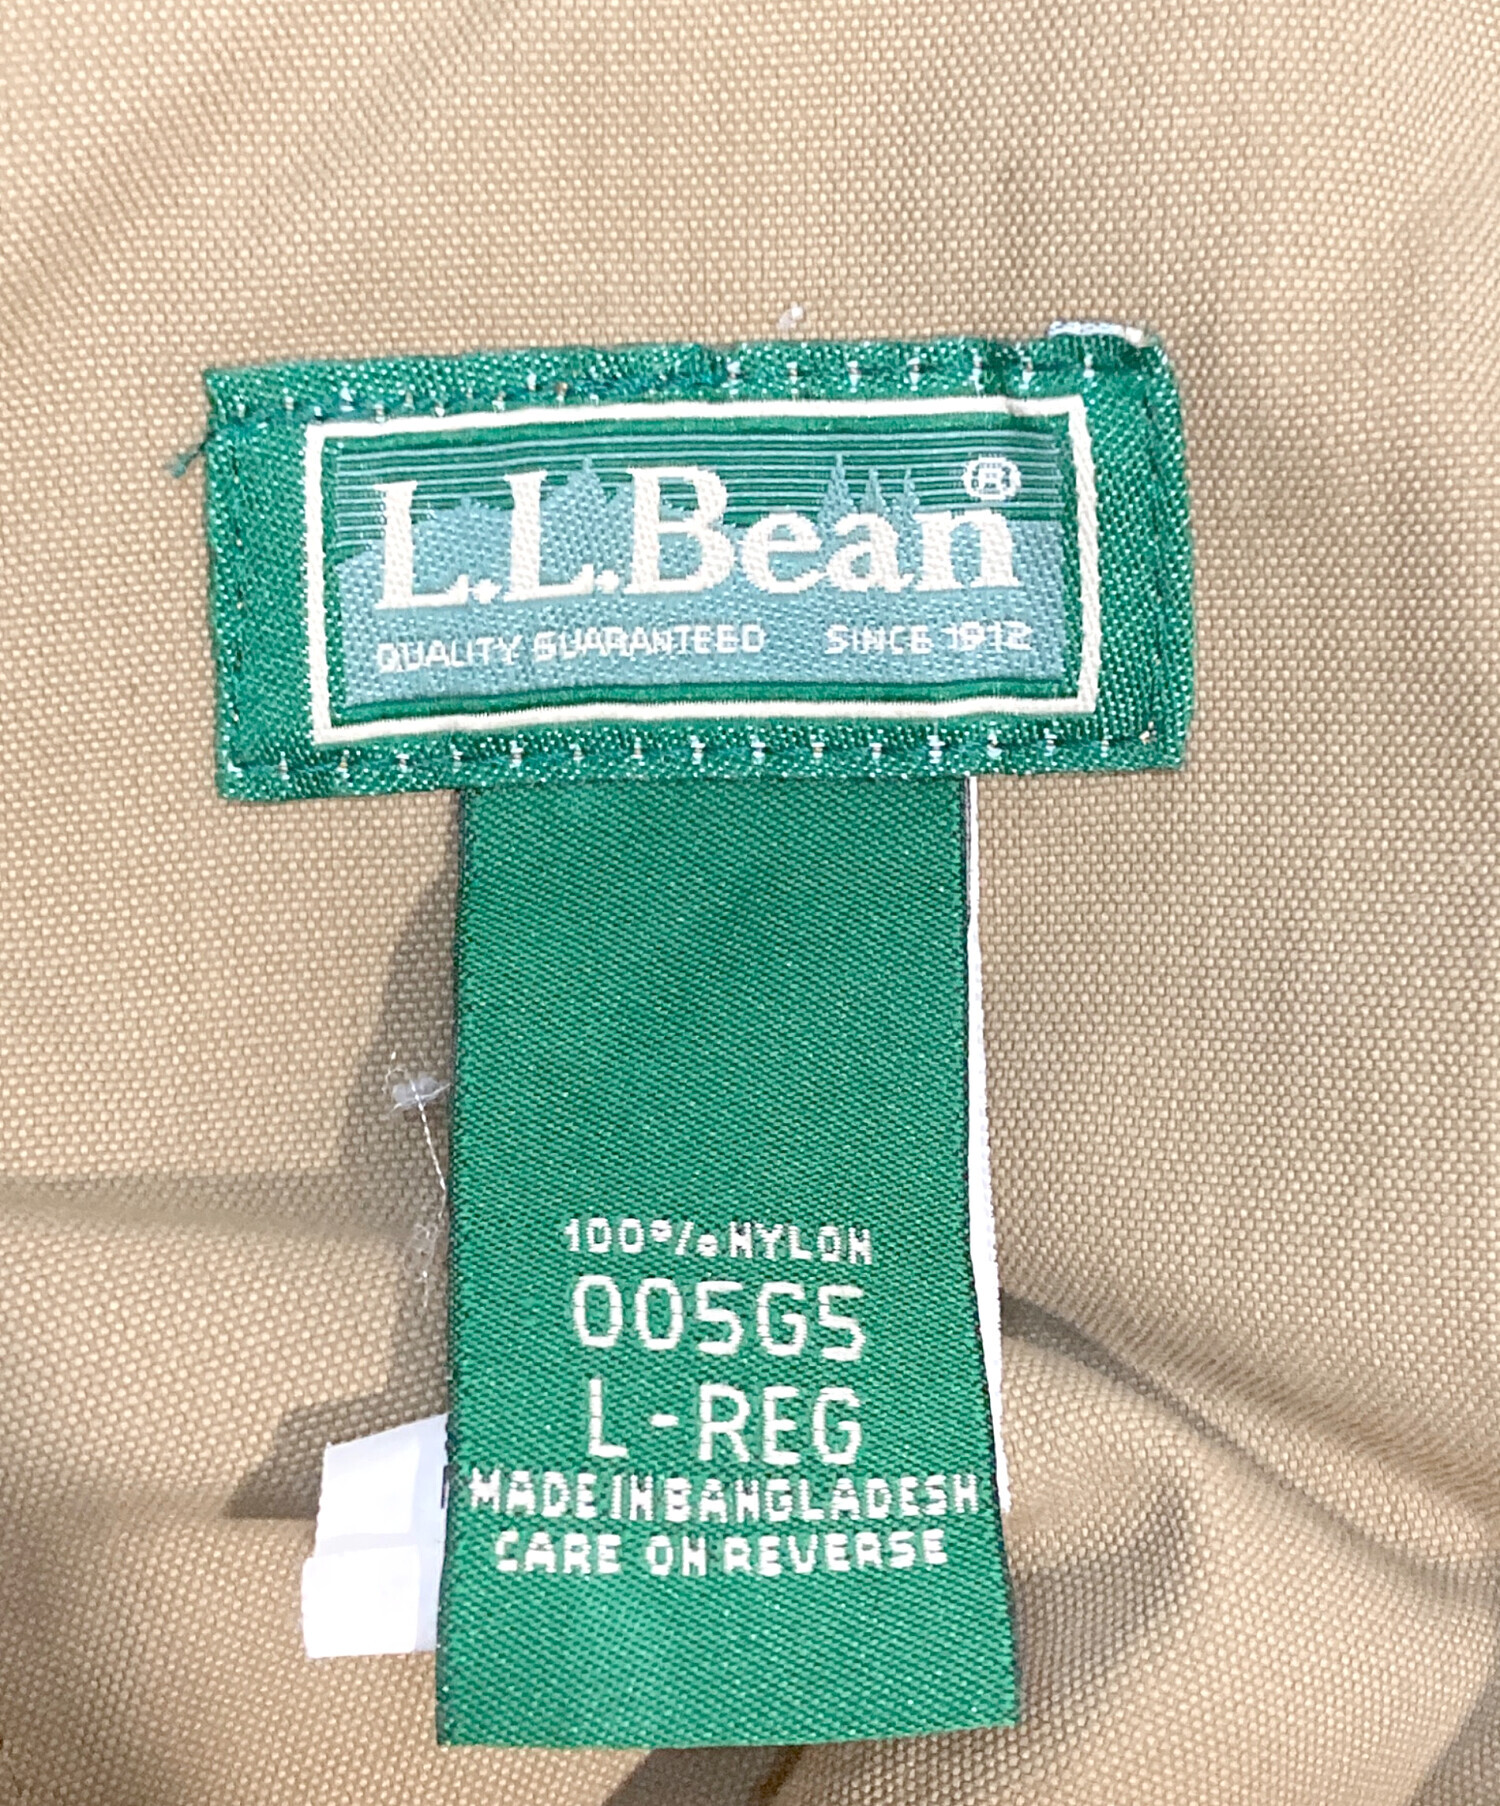 L.L.Bean®
QUALITY GUARANTEED SINCE 1912
100% NYLON
005G5
L-REG
MADE IN BANGLADESH
CARE ON REVERSE